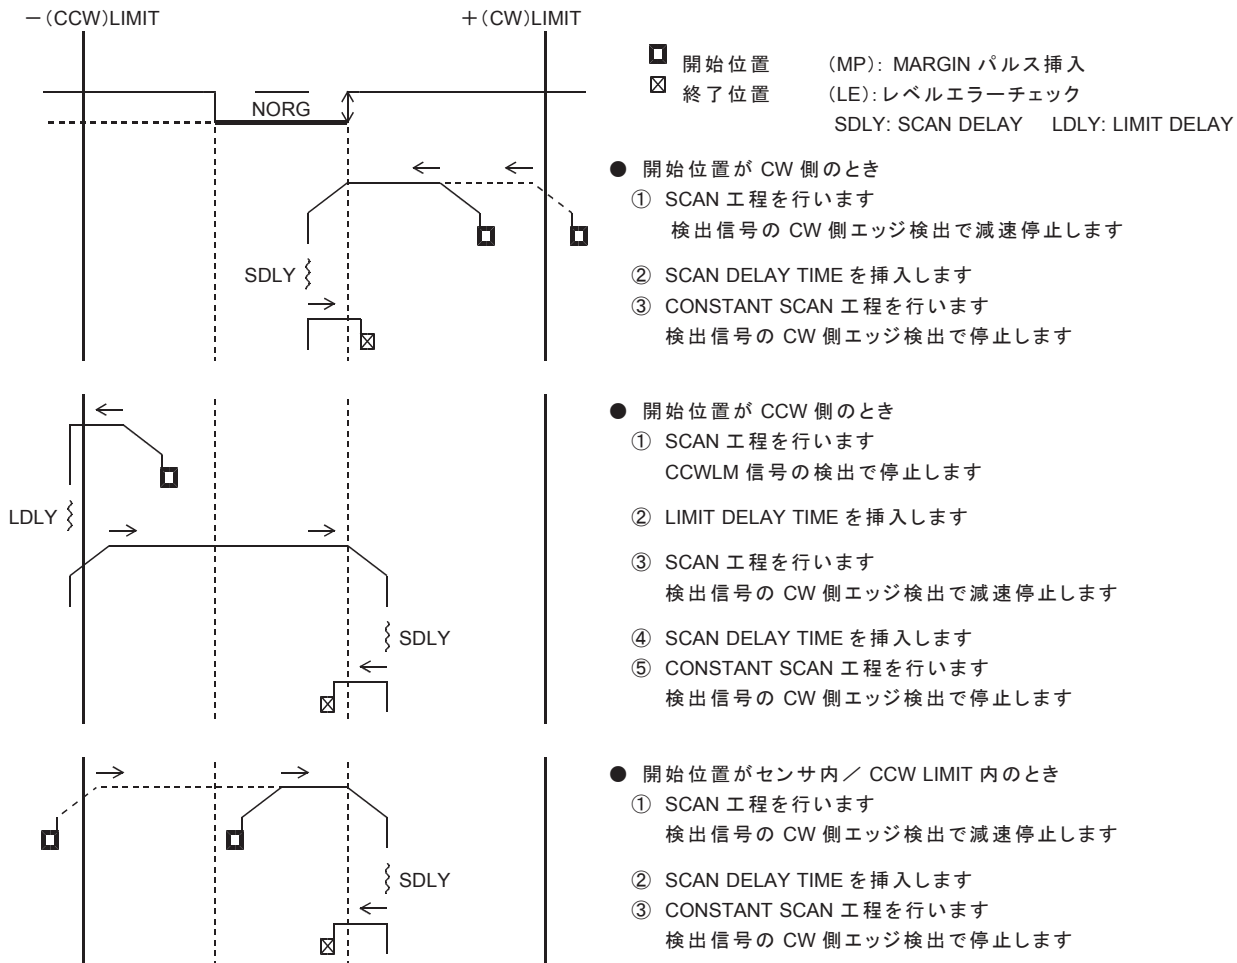 －(CCW)LIMIT
＋(CW)LIMIT
NORG
SDLY
開始位置 (MP): MARGIN パルス挿入
終了位置 (LE):レベルエラーチェック
SDLY: SCAN DELAY LDLY: LIMIT DELAY
● 開始位置が CW 側のとき
① SCAN 工程を行います
検出信号の CW 側エッジ検出で減速停止します
② SCAN DELAY TIME を挿入します
③ CONSTANT SCAN 工程を行います
検出信号の CW 側エッジ検出で停止します
LDLY
SDLY
● 開始位置が CCW 側のとき
① SCAN 工程を行います
CCWLM 信号の検出で停止します
② LIMIT DELAY TIME を挿入します
③ SCAN 工程を行います
検出信号の CW 側エッジ検出で減速停止します
④ SCAN DELAY TIME を挿入します
⑤ CONSTANT SCAN 工程を行います
検出信号の CW 側エッジ検出で停止します
SDLY
● 開始位置がセンサ内／ CCW LIMIT 内のとき
① SCAN 工程を行います
検出信号の CW 側エッジ検出で減速停止します
② SCAN DELAY TIME を挿入します
③ CONSTANT SCAN 工程を行います
検出信号の CW 側エッジ検出で停止します